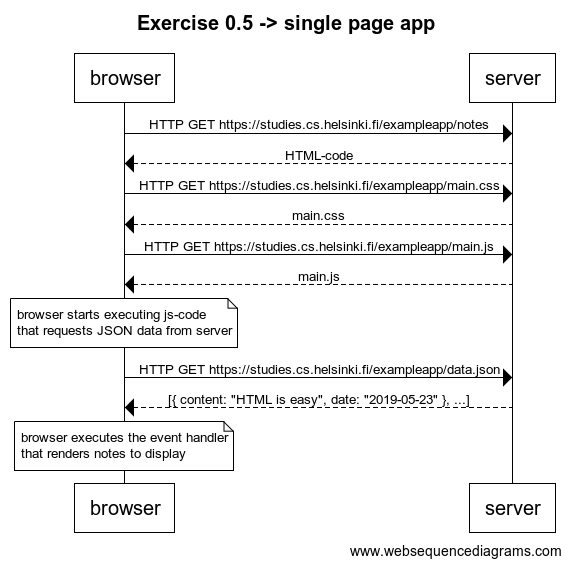 Exercise 0.5 -> single page app
browser
server
HTTP GET https://studies.cs.helsinki.fi/exampleapp/notes
HTML-code
HTTP GET https://studies.cs.helsinki.fi/exampleapp/main.css
main.css
HTTP GET https://studies.cs.helsinki.fi/exampleapp/main.js
main.js
browser starts executing js-code
that requests JSON data from server
HTTP GET https://studies.cs.helsinki.fi/exampleapp/data.json
[{ content: "HTML is easy", date: "2019-05-23" }, ...]
browser executes the event handler
that renders notes to display
browser
server
www.websequencediagrams.com